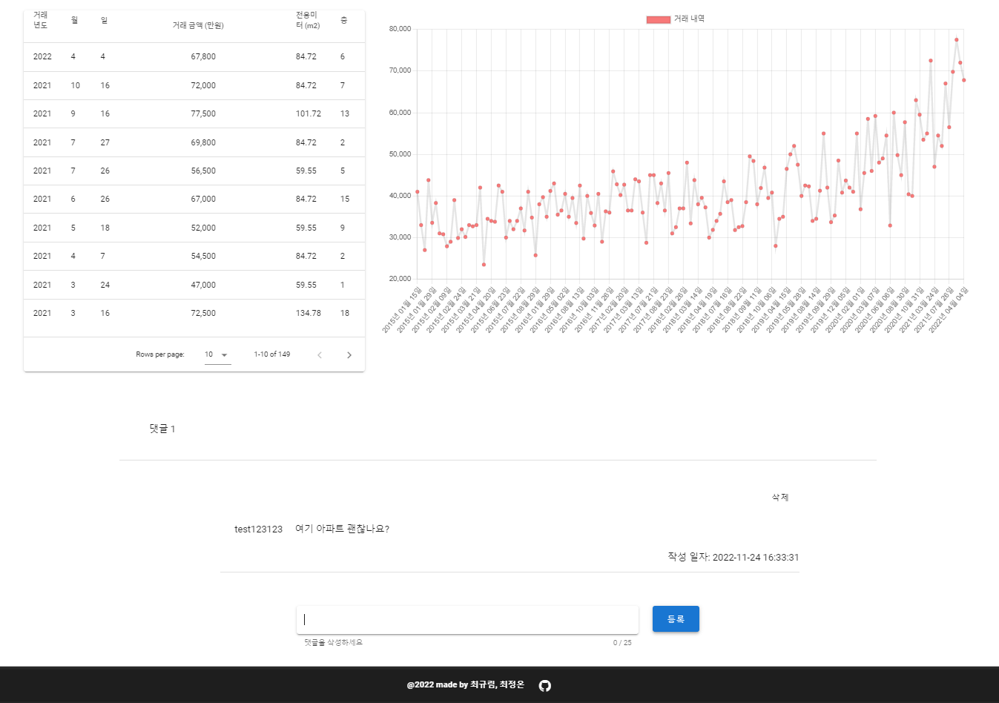 거래
년도 월 일 거래 금액 (만원) 전용미
터 (m2) 층
2022 4 4 67,800 84.72 6
2021 10 16 72,000 84.72 7
2021 9 16 77,500 101.72 13
2021 7 27 69,800 84.72 2
2021 7 26 56,500 59.55 5
2021 6 26 67,000 84.72 15
2021 5 18 52,000 59.55 9
2021 4 7 54,500 84.72 2
2021 3 24 47,000 59.55 1
2021 3 16 72,500 134.78 18
Rows per page: 10 1-10 of 149
거래 내역
80,000
70,000
60,000
50,000
40,000
30,000
20,000
2015년 01월 15일
2015년 01월 29일
2015년 02월 09일
2015년 02월 24일
2015년 03월 21일
2015년 04월 20일
2015년 06월 23일
2015년 07월 22일
2015년 08월 29일
2016년 01월 29일
2016년 05월 02일
2016년 08월 13일
2016년 10월 03일
2016년 11월 26일
2017년 02월 20일
2017년 03월 13일
2017년 07월 21일
2017년 08월 23일
2018년 02월 26일
2018년 03월 14일
2018년 04월 19일
2018년 07월 16일
2018년 08월 22일
2018년 09월 11일
2018년 10월 06일
2019년 04월 15일
2019년 05월 28일
2019년 08월 14일
2019년 09월 29일
2019년 12월 05일
2020년 02월 01일
2020년 03월 07일
2020년 06월 06일
2020년 08월 30일
2020년 10월 31일
2021년 03월 24일
2021년 07월 26일
2022년 04월 04일
댓글 1
삭제
test123123 여기 아파트 괜찮나요?
작성 일자: 2022-11-24 16:33:31
등록
댓글을 삭성하세요 0 / 25
@2022 made by 최규림, 최정온